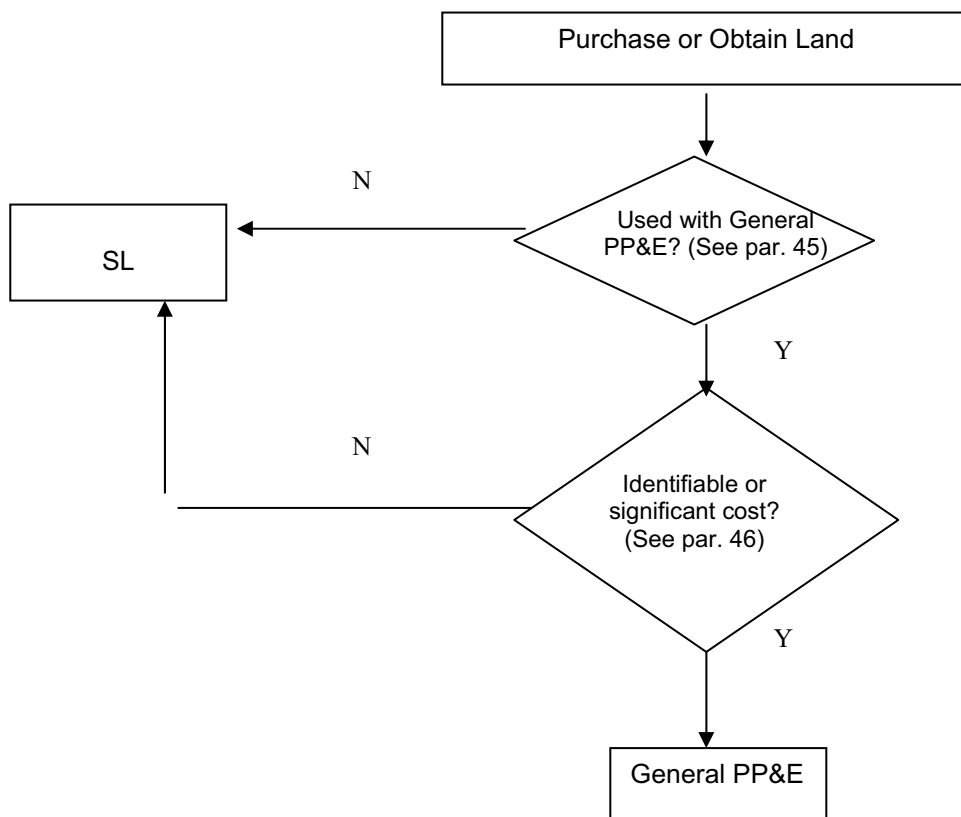 Purchase or Obtain Land
N
Used with General
PP&E? (See par. 45)
SL
Y
N
Identifiable or
significant cost?
(See par. 46)
Y
General PP&E